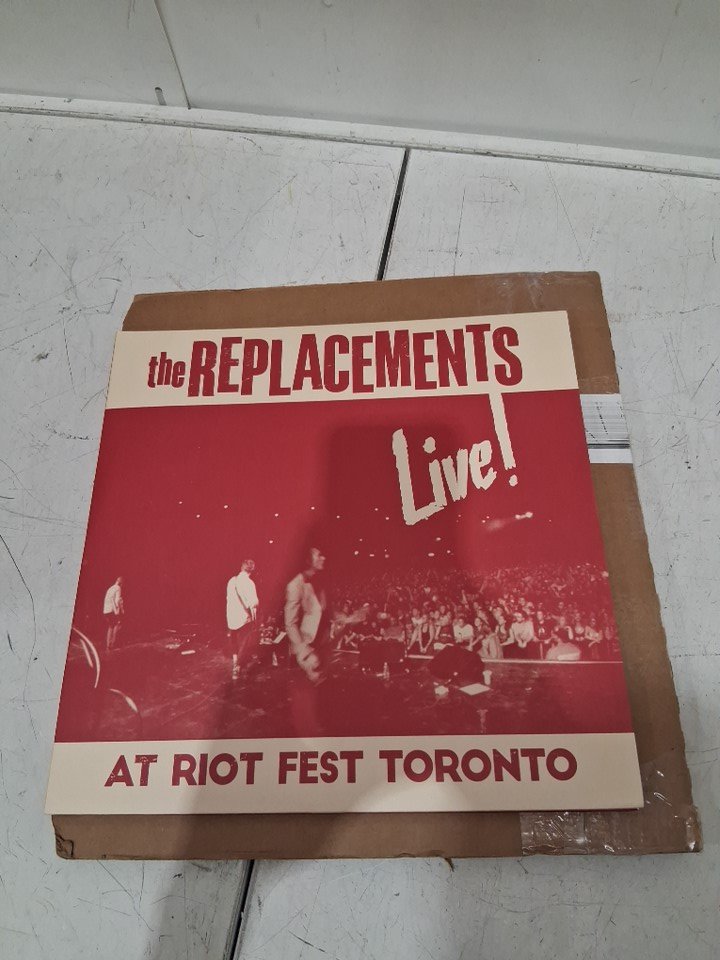 the REPLACEMENTS
Live!
AT RIOT FEST TORONTO